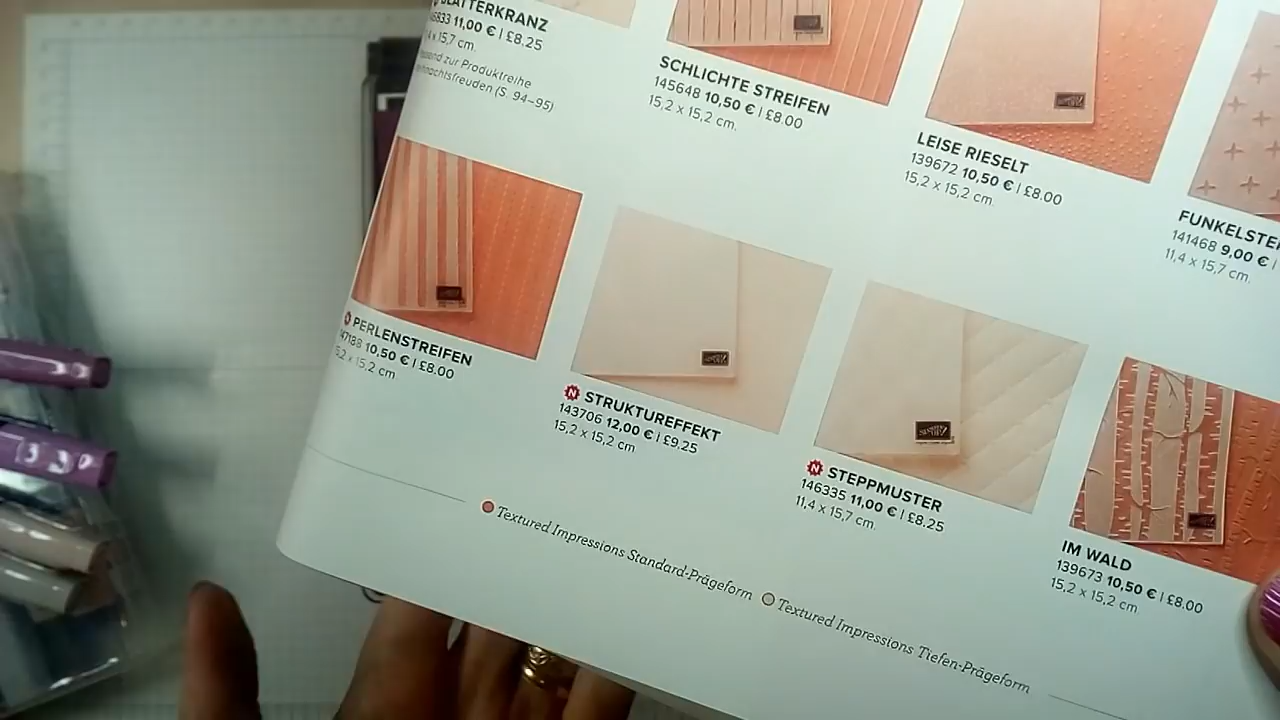 BLÄTTERKRANZ
11,00 € | £8.25
x 15,7 cm.
zur Produktreihe
(S. 94–95)
SCHLICHTE STREIFEN
145648 10,50 € | £8.00
15,2 x 15,2 cm.
LEISE RIESELT
139672 10,50 € | £8.00
15,2 x 15,2 cm.
141468 9,00 € |
11,4 x 15,7 cm.
N PERLENSTREIFEN
10,50 € | £8.00
x 15,2 cm.
N STRUKTUREFFEKT
143706 12,00 € | £9.25
15,2 x 15,2 cm
N STEPPMUSTER
146335 11,00 € | £8.25
11,4 x 15,7 cm.
IM WALD
139673 10,50 € | £8.00
15,2 x 15,2 cm
Textured Impressions Standard-Prägeform
Textured Impressions Tiefen-Prägeform